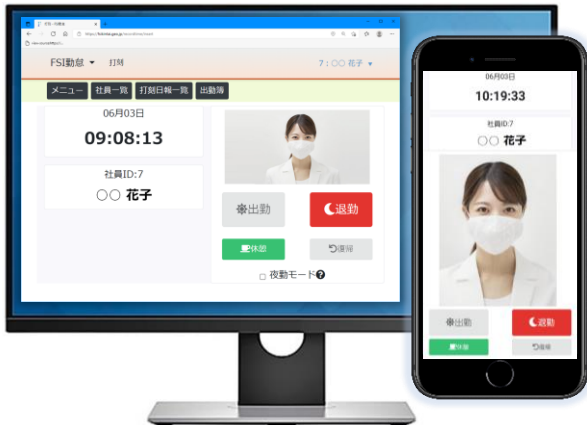 FSI勤怠 ▼ 打刻 7:○○ 花子 ▼
メニュー 社員一覧 打刻日報一覧 出勤簿
06月03日
09:08:13
社員ID:7
○○ 花子
出勤 退勤
休憩 復帰
夜勤モード
06月03日
10:19:33
社員ID:7
○○ 花子
出勤 退勤
休憩 復帰